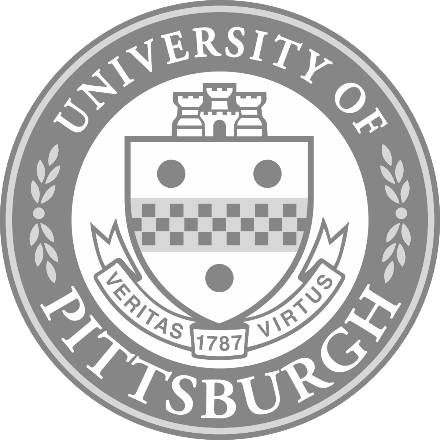 UNIVERSITY OF
PITTSBURGH
VERITAS 1787 VIRTUS